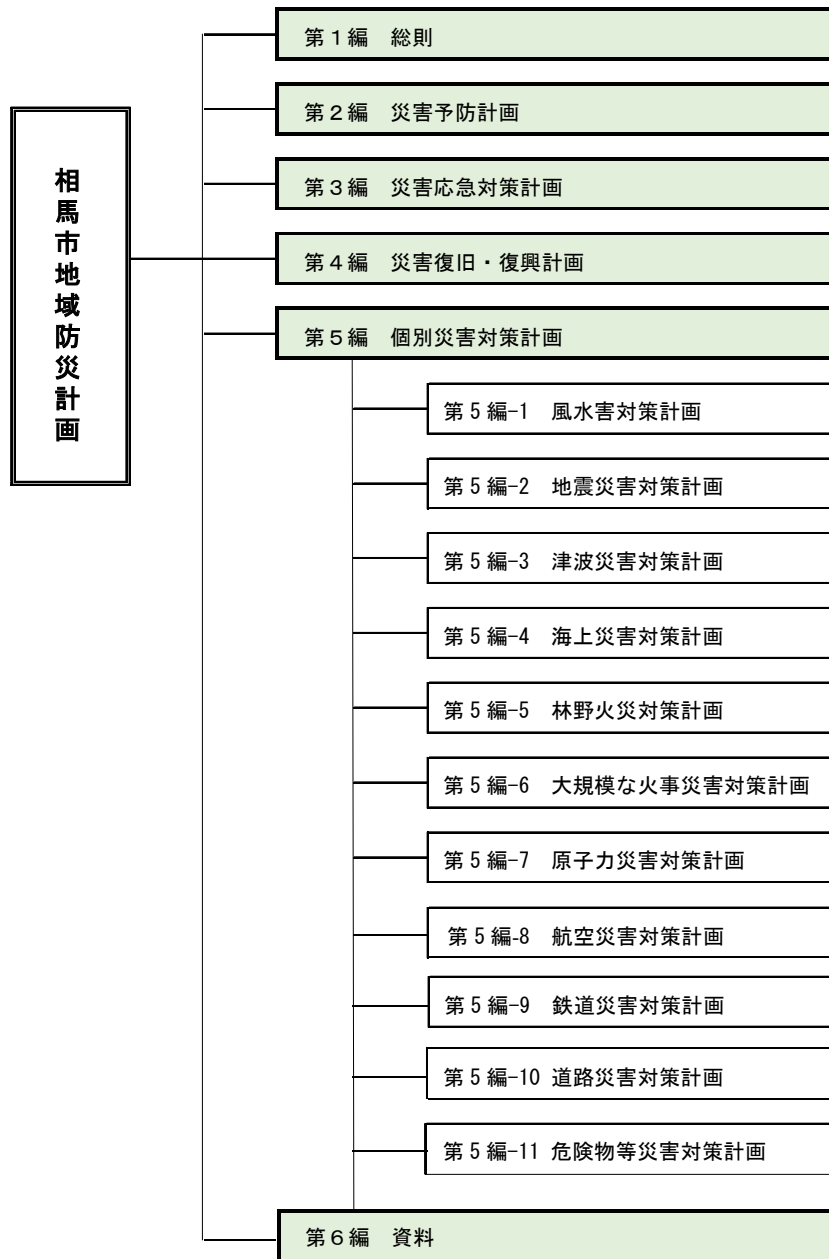 相馬市地域防災計画
第１編　総則
第２編　災害予防計画
第３編　災害応急対策計画
第４編　災害復旧・復興計画
第５編　個別災害対策計画
第5編-1　風水害対策計画
第5編-2　地震災害対策計画
第5編-3　津波災害対策計画
第5編-4　海上災害対策計画
第5編-5　林野火災対策計画
第5編-6　大規模な火事災害対策計画
第5編-7　原子力災害対策計画
第5編-8　航空災害対策計画
第5編-9　鉄道災害対策計画
第5編-10 道路災害対策計画
第5編-11 危険物等災害対策計画
第６編　資料